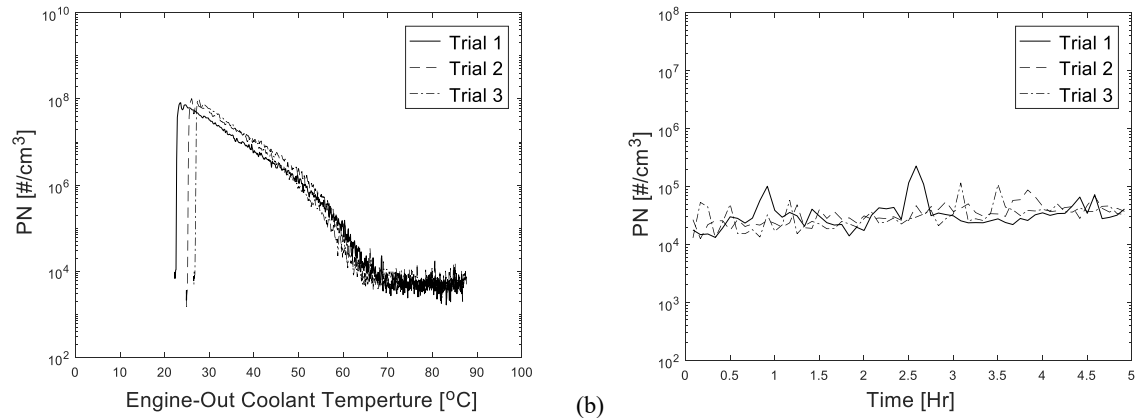 10^10
10^8
10^6
10^4
10^2
PN [#/cm^3]
Trial 1
Trial 2
Trial 3
0 10 20 30 40 50 60 70 80 90 100
Engine-Out Coolant Temperture [°C]
(b)
10^8
10^7
10^6
10^5
10^4
10^3
10^2
PN [#/cm^3]
Trial 1
Trial 2
Trial 3
0 0.5 1 1.5 2 2.5 3 3.5 4 4.5 5
Time [Hr]